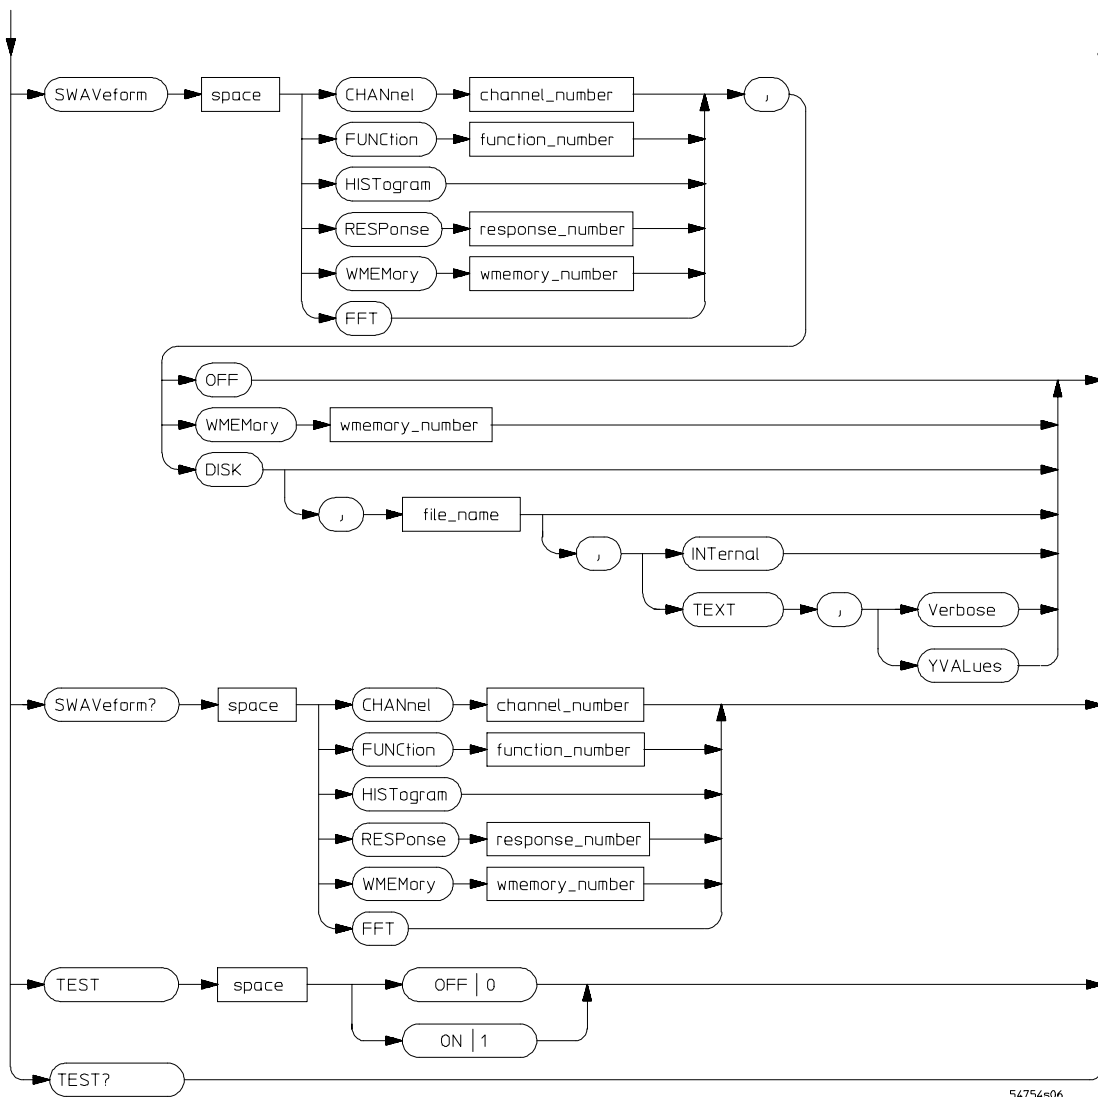 SWAVeform space CHANnel channel_number ,
FUNCtion function_number
HISTogram
RESPonse response_number
WMEMory wmemory_number
FFT
OFF
WMEMory wmemory_number
DISK
, file_name
, INTernal
TEXT , Verbose
YVALues
SWAVeform? space CHANnel channel_number
FUNCtion function_number
HISTogram
RESPonse response_number
WMEMory wmemory_number
FFT
TEST space OFF | 0
ON | 1
TEST?
54754s06